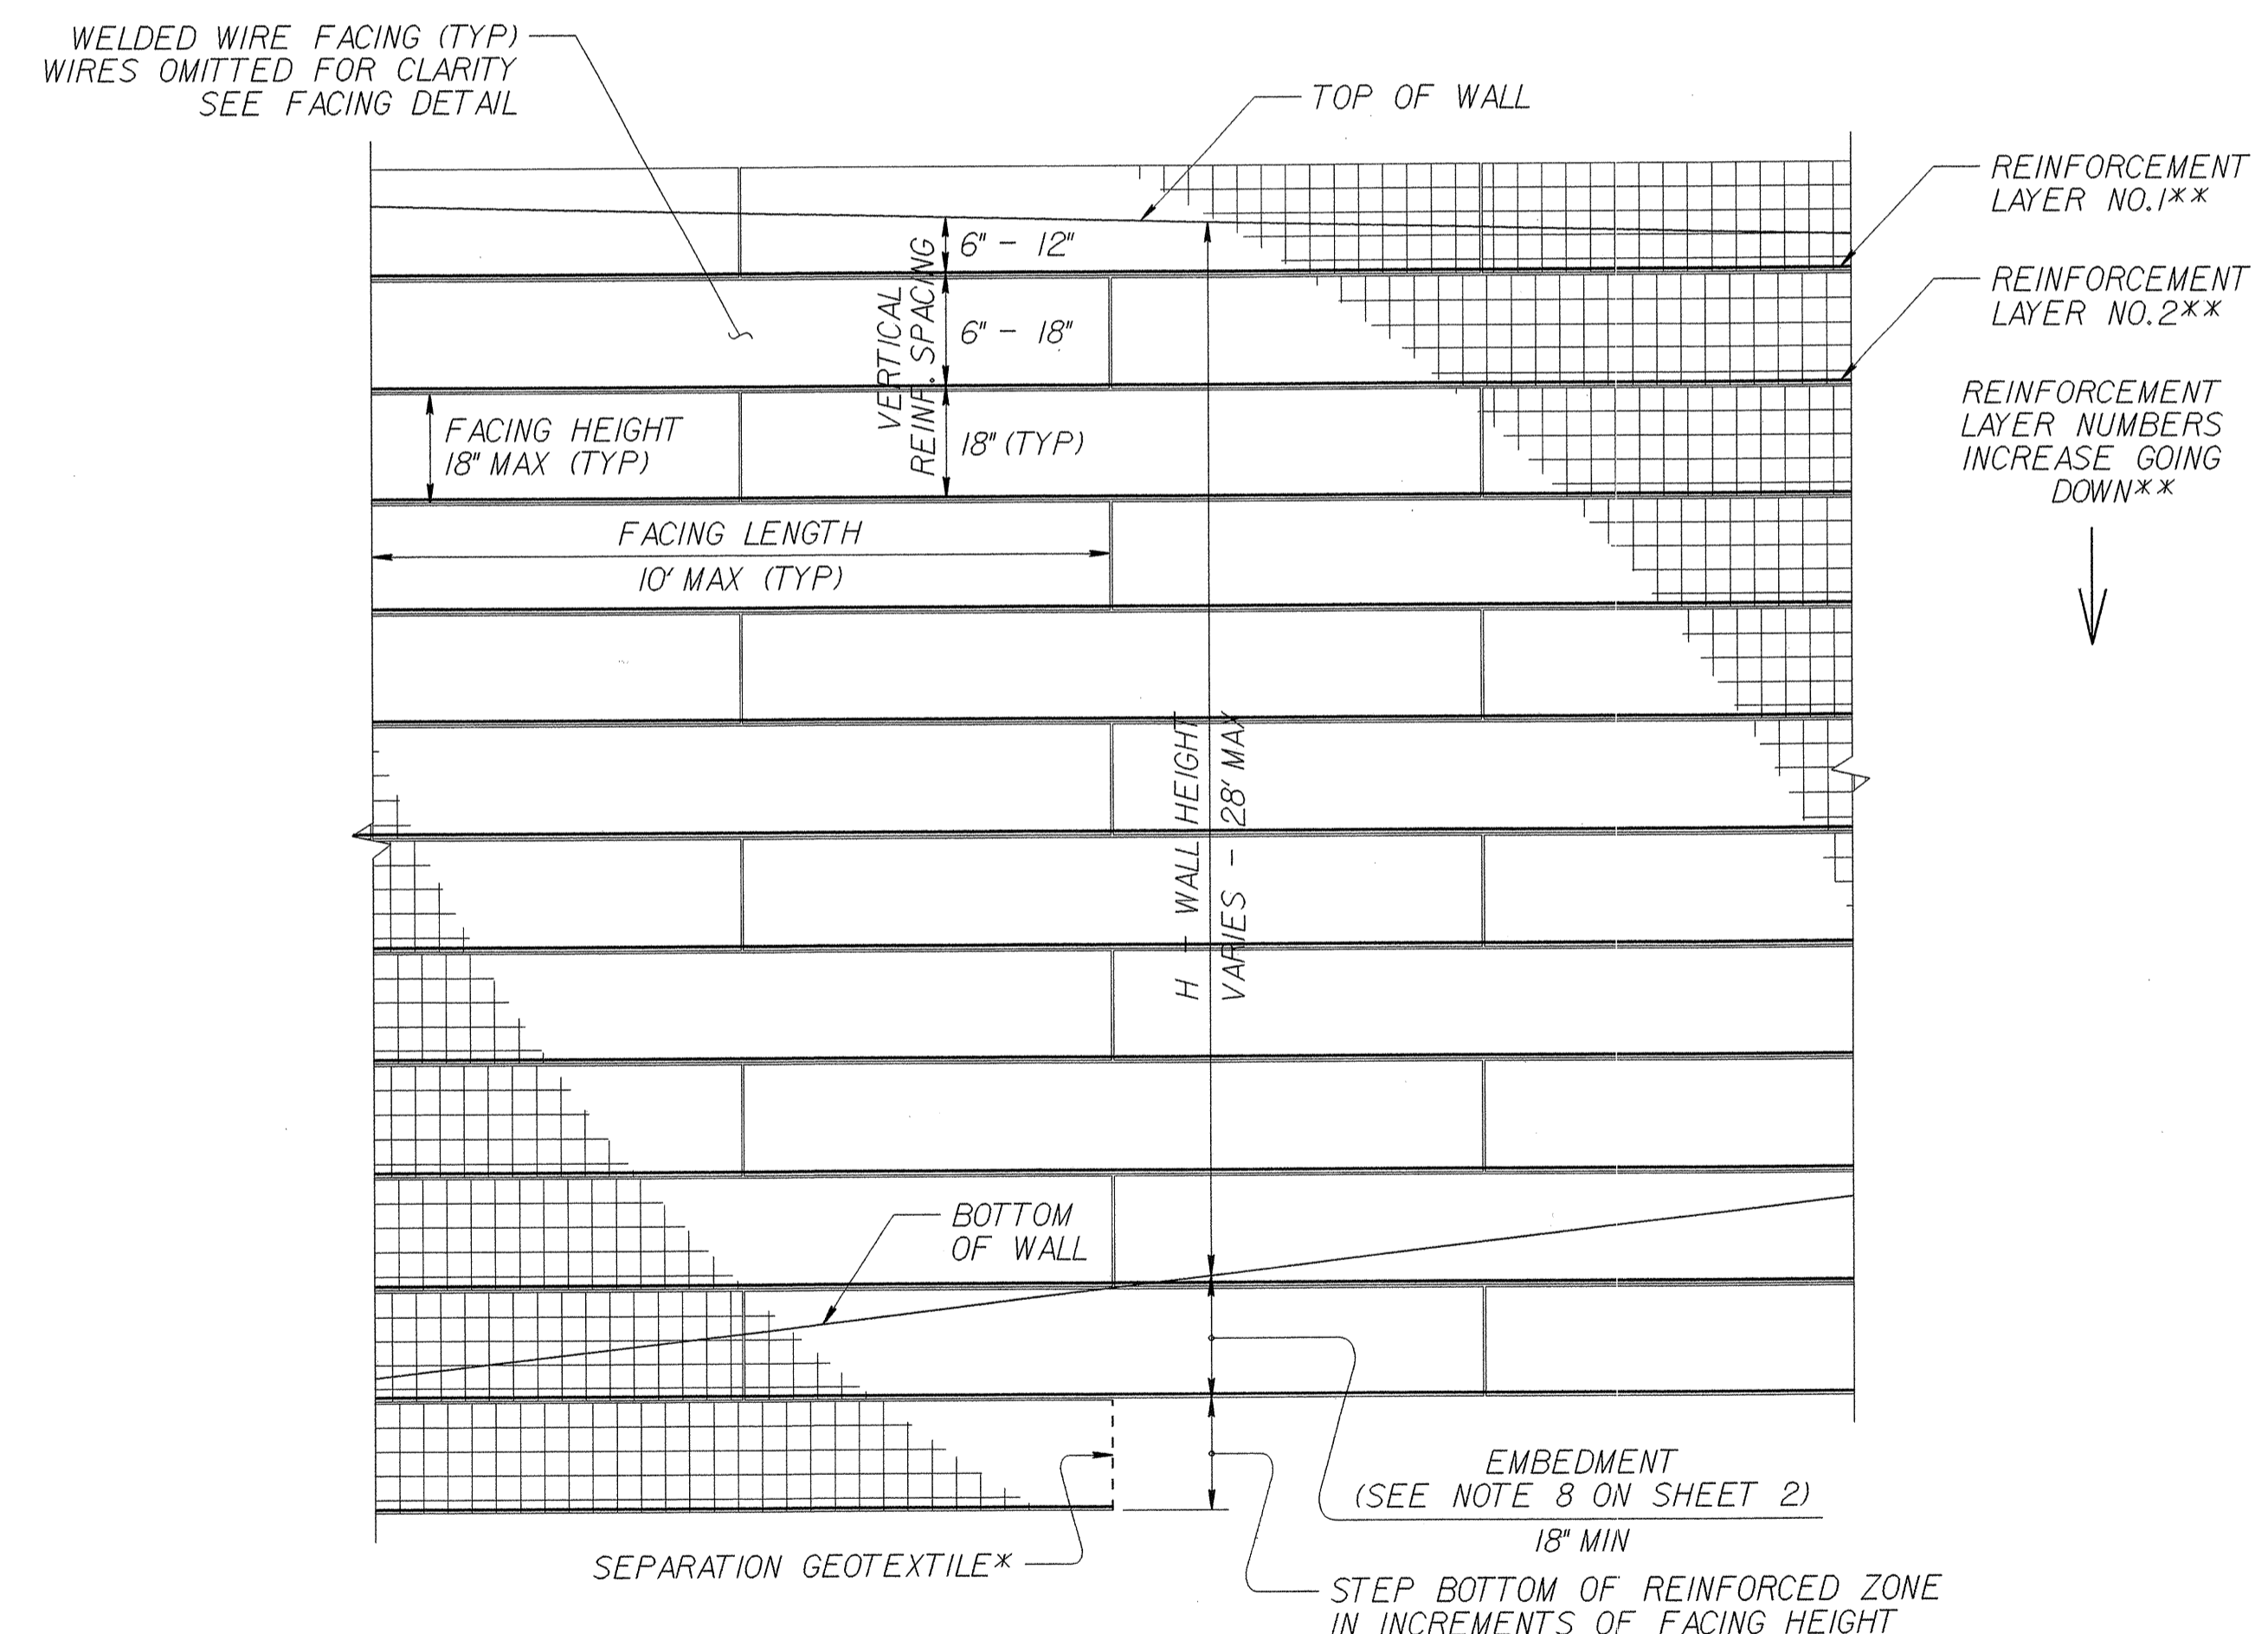 WELDED WIRE FACING (TYP)
WIRES OMITTED FOR CLARITY
SEE FACING DETAIL
TOP OF WALL
REINFORCEMENT
LAYER NO.1**
REINFORCEMENT
LAYER NO.2**
REINFORCEMENT
LAYER NUMBERS
INCREASE GOING
DOWN**
VERTICAL
REINF. SPACING
6" - 12"
6" - 18"
18" (TYP)
FACING HEIGHT
18" MAX (TYP)
FACING LENGTH
10' MAX (TYP)
H - WALL HEIGHT
VARIES - 28' MAX
BOTTOM
OF WALL
EMBEDMENT
(SEE NOTE 8 ON SHEET 2)
18" MIN
SEPARATION GEOTEXTILE*
STEP BOTTOM OF REINFORCED ZONE
IN INCREMENTS OF FACING HEIGHT